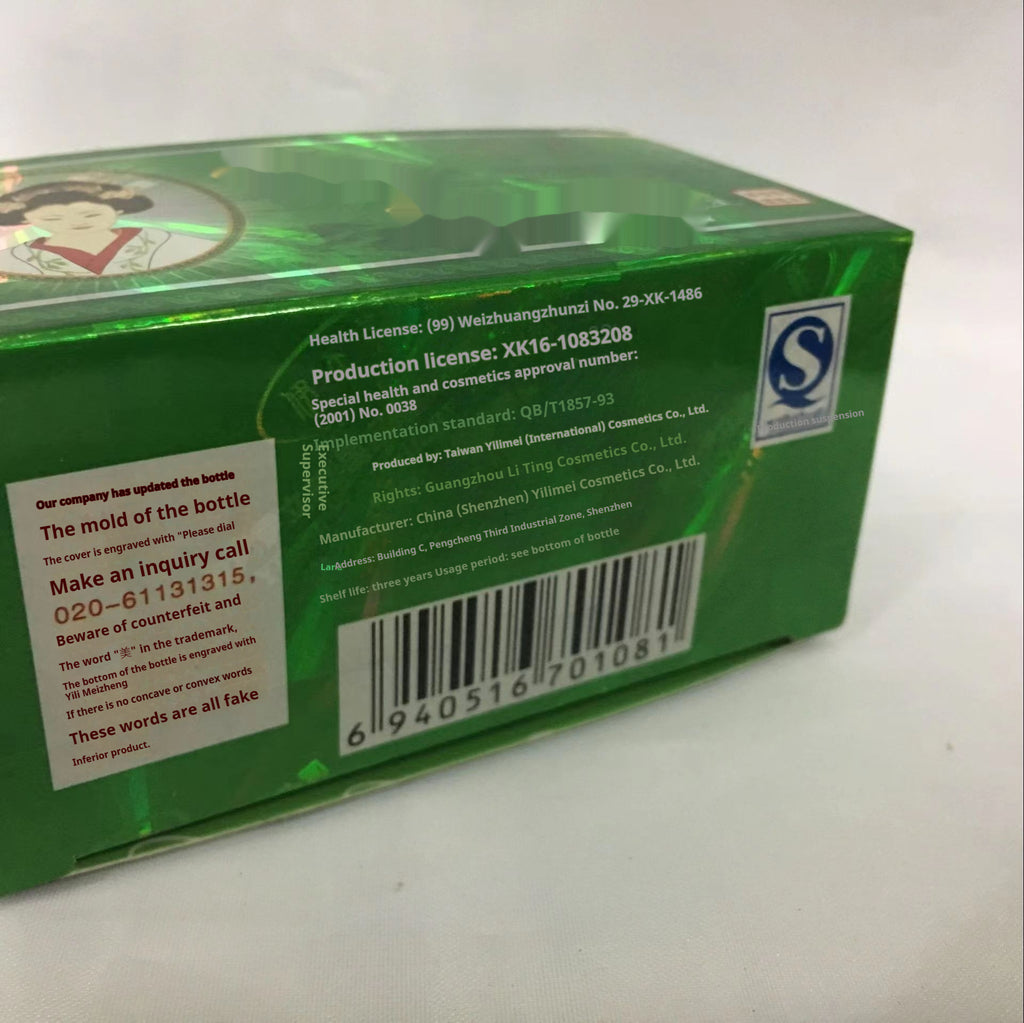 Health License: (99) Weizhuangzhunzi No. 29-XK-1486
Production license: XK16-1083208
Special health and cosmetics approval number:
(2001) No. 0038
Implementation standard: QB/T1857-93
Executive
Supervisor
Produced by: Taiwan Yilimei (International) Cosmetics Co., Ltd.
Rights: Guangzhou Li Ting Cosmetics Co., Ltd.
Manufacturer: China (Shenzhen) Yilimei Cosmetics Co., Ltd.
Address: Building C, Pengcheng Third Industrial Zone, Shenzhen
Shelf life: three years Usage period: see bottom of bottle
6 940516 701081
Production suspension
Our company has updated the bottle
The mold of the bottle
The cover is engraved with "Please dial
Make an inquiry call
020-61131315,
Beware of counterfeit and
The word "美" in the trademark,
The bottom of the bottle is engraved with
Yili Meizheng
If there is no concave or convex words
These words are all fake
Inferior product.